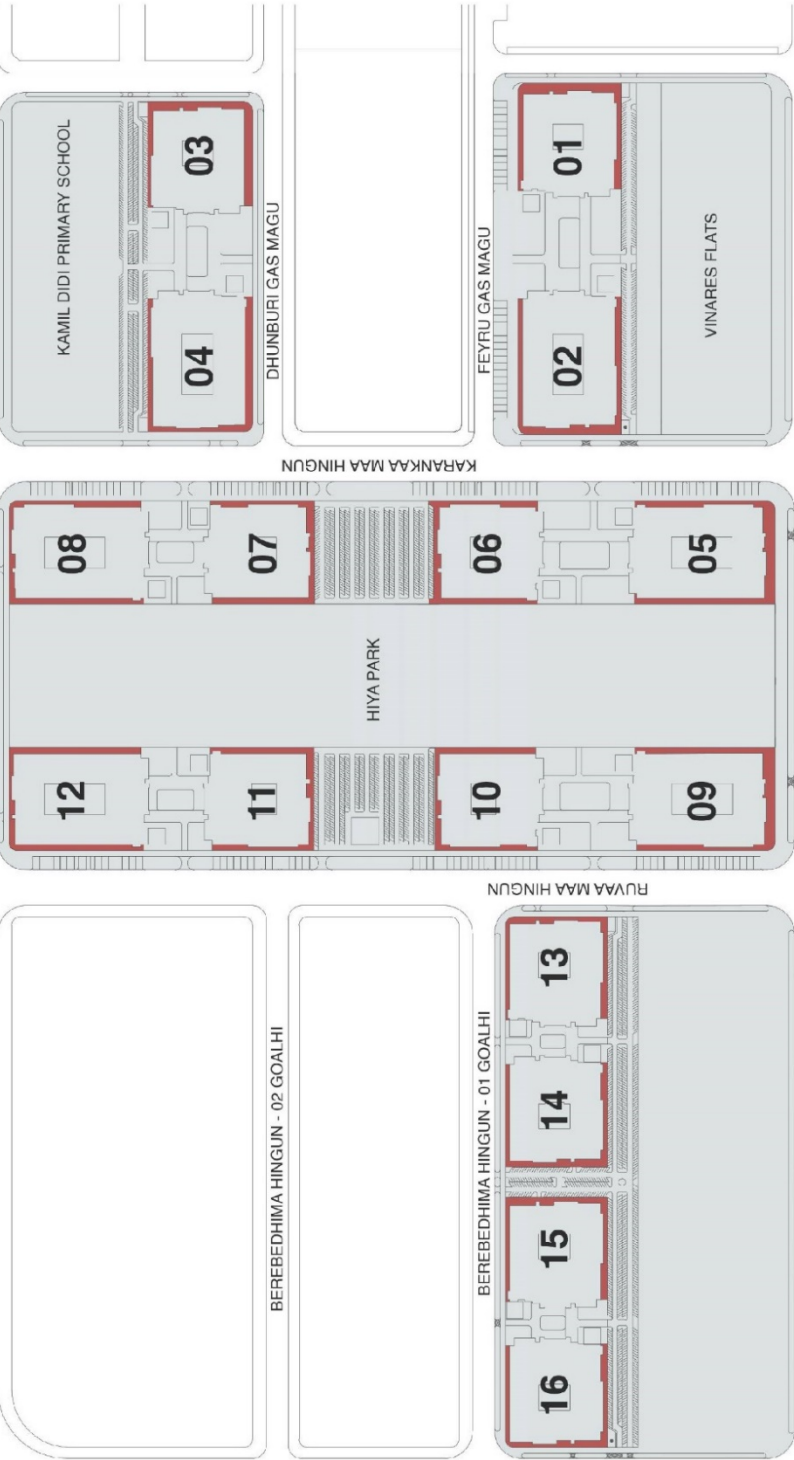 KAMIL DIDI PRIMARY SCHOOL
03
04
DHUNBURI GAS MAGU
FEYRU GAS MAGU
01
02
VINARES FLATS
KARANKAA MAA HINGUN
08
07
06
05
HIYA PARK
12
11
10
09
RUVAA MAA HINGUN
BEREBEDHIMA HINGUN - 02 GOALHI
BEREBEDHIMA HINGUN - 01 GOALHI
13
14
15
16